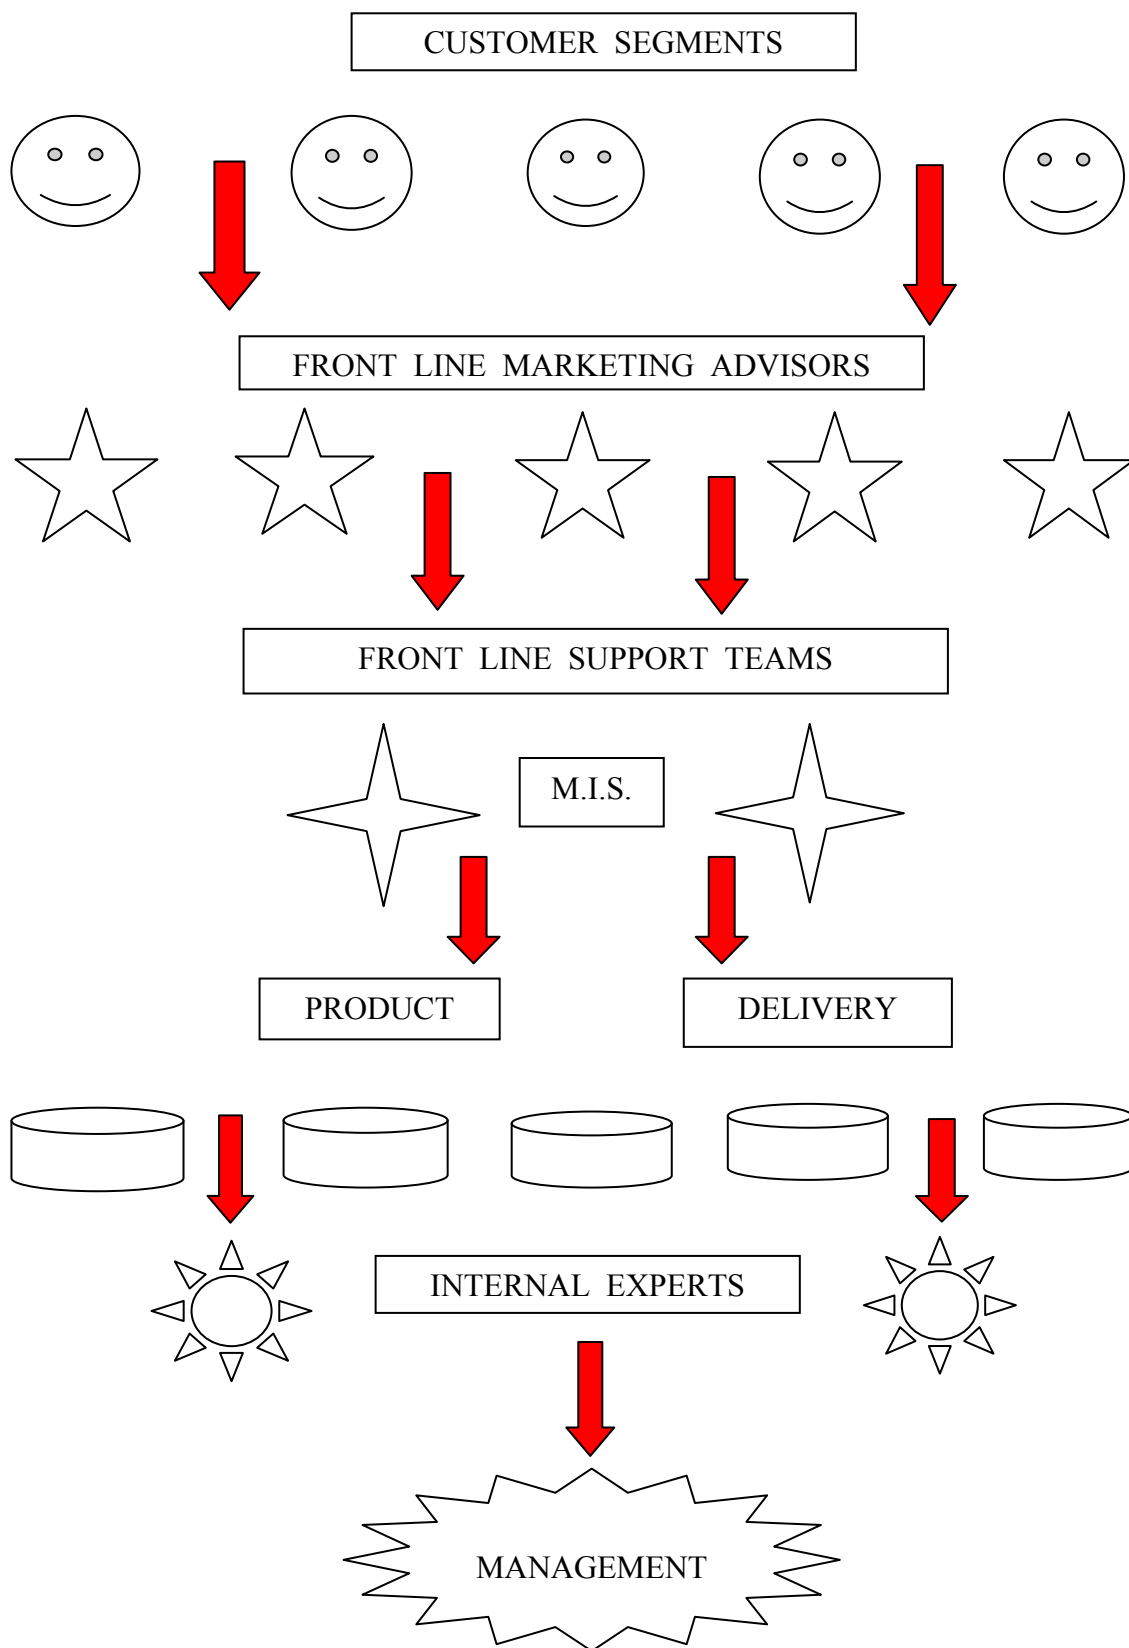 CUSTOMER SEGMENTS
FRONT LINE MARKETING ADVISORS
FRONT LINE SUPPORT TEAMS
M.I.S.
PRODUCT
DELIVERY
INTERNAL EXPERTS
MANAGEMENT